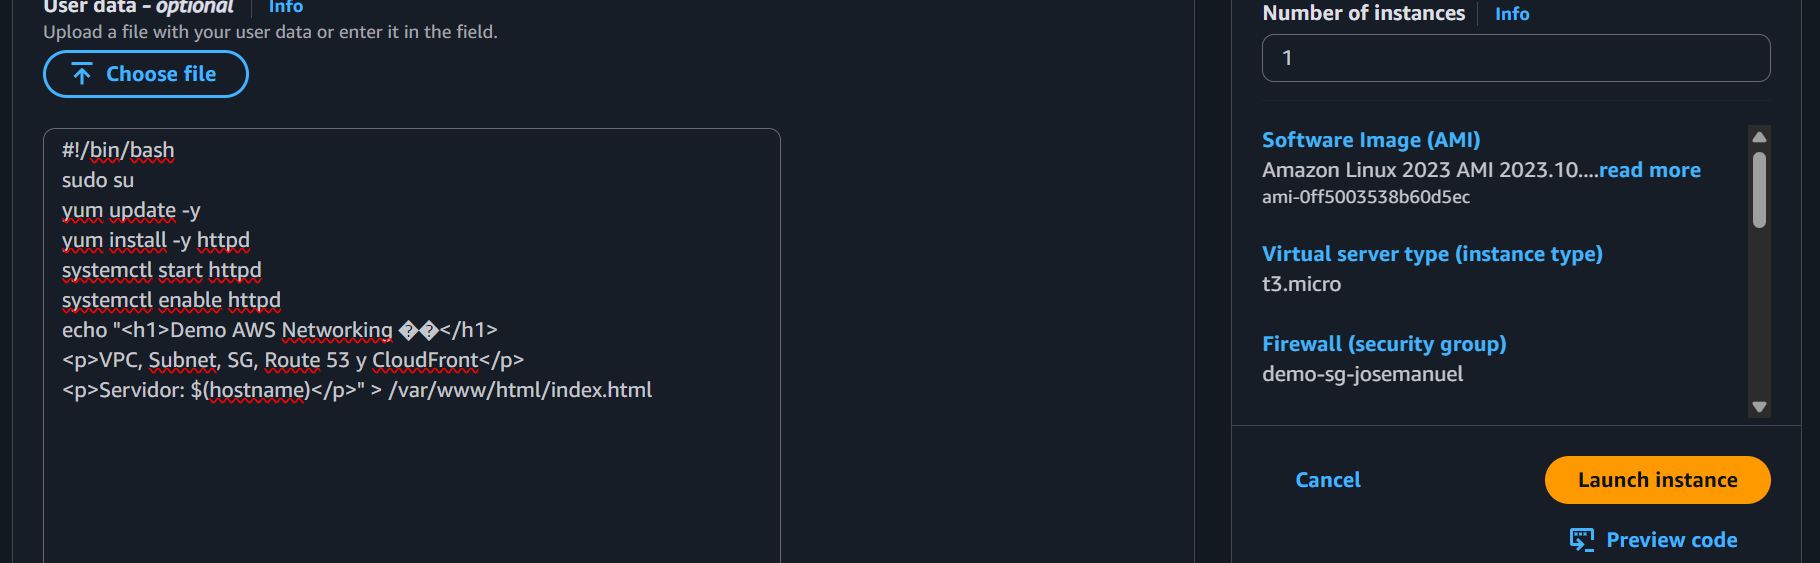 User data - optional
Info
Upload a file with your user data or enter it in the field.
Choose file
#!/bin/bash
sudo su
yum update -y
yum install -y httpd
systemctl start httpd
systemctl enable httpd
echo "<h1>Demo AWS Networking ��</h1>
<p>VPC, Subnet, SG, Route 53 y CloudFront</p>
<p>Servidor: $(hostname)</p>" > /var/www/html/index.html
Number of instances
Info
1
Software Image (AMI)
Amazon Linux 2023 AMI 2023.10....read more
ami-0ff5003538b60d5ec
Virtual server type (instance type)
t3.micro
Firewall (security group)
demo-sg-josemanuel
Cancel
Launch instance
Preview code